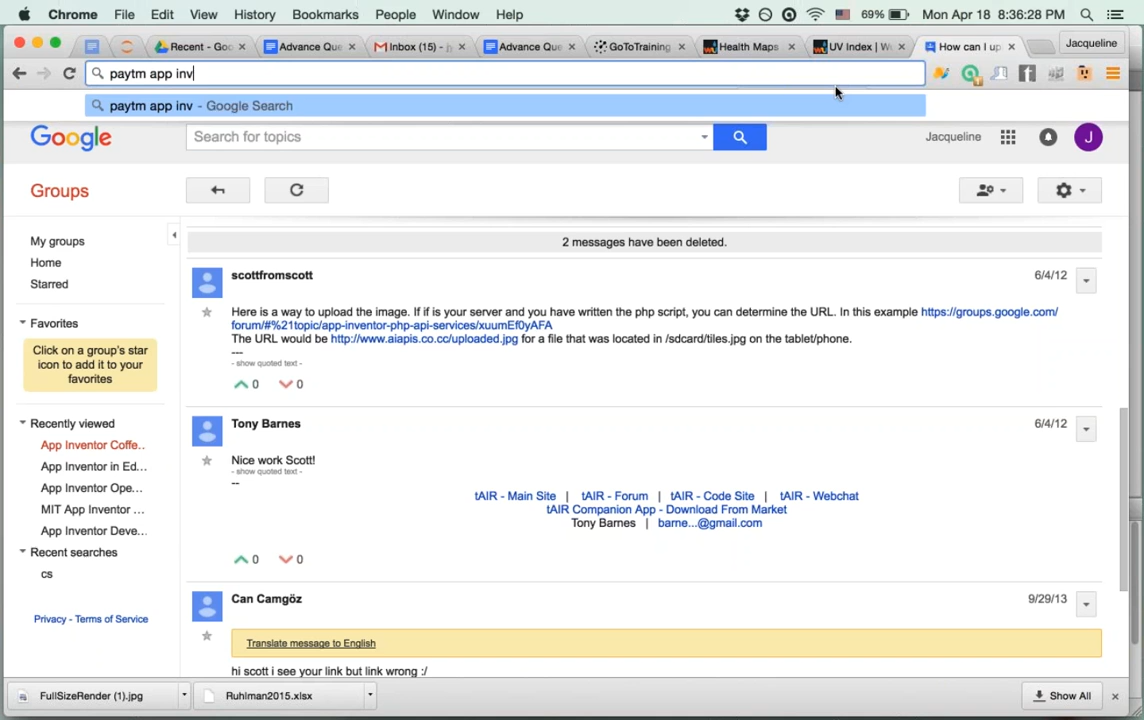 Chrome File Edit View History Bookmarks People Window Help 69% Mon Apr 18 8:36:28 PM
Recent - Goo Advance Que Inbox (15) - Advance Que GoToTraining Health Maps UV Index | W How can I up Jacqueline
paytm app inv
paytm app inv - Google Search
Google Search for topics Jacqueline J
Groups
2 messages have been deleted.
My groups
Home
Starred
Favorites
Click on a group's star
icon to add it to your
favorites
Recently viewed
App Inventor Coffe...
App Inventor in Ed...
App Inventor Ope...
MIT App Inventor ...
App Inventor Deve...
Recent searches
cs
Privacy - Terms of Service
scottfromscott 6/4/12
Here is a way to upload the image. If if is your server and you have written the php script, you can determine the URL. In this example https://groups.google.com/
forum/#%21topic/app-inventor-php-api-services/xuumEf0yAFA
The URL would be http://www.aiapis.co.cc/uploaded.jpg for a file that was located in /sdcard/tiles.jpg on the tablet/phone.
---
- show quoted text -
0 0
Tony Barnes 6/4/12
Nice work Scott!
- show quoted text -
--
tAIR - Main Site | tAIR - Forum | tAIR - Code Site | tAIR - Webchat
tAIR Companion App - Download From Market
Tony Barnes | barne...@gmail.com
0 0
Can Camgöz 9/29/13
Translate message to English
hi scott i see your link but link wrong :/
FullSizeRender (1).jpg Ruhlman2015.xlsx Show All